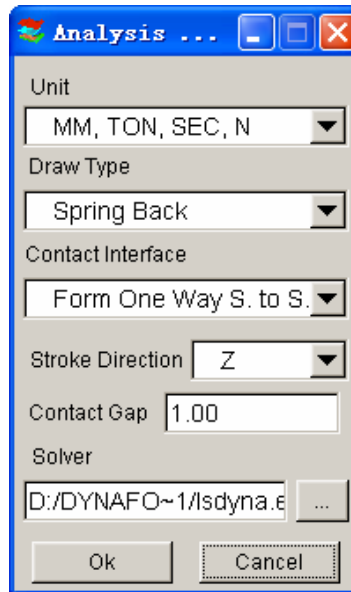 Analysis ...
Unit
MM, TON, SEC, N
Draw Type
Spring Back
Contact Interface
Form One Way S. to S.
Stroke Direction Z
Contact Gap 1.00
Solver
D:/DYNAFO~1/lsdyna.e ...
Ok Cancel